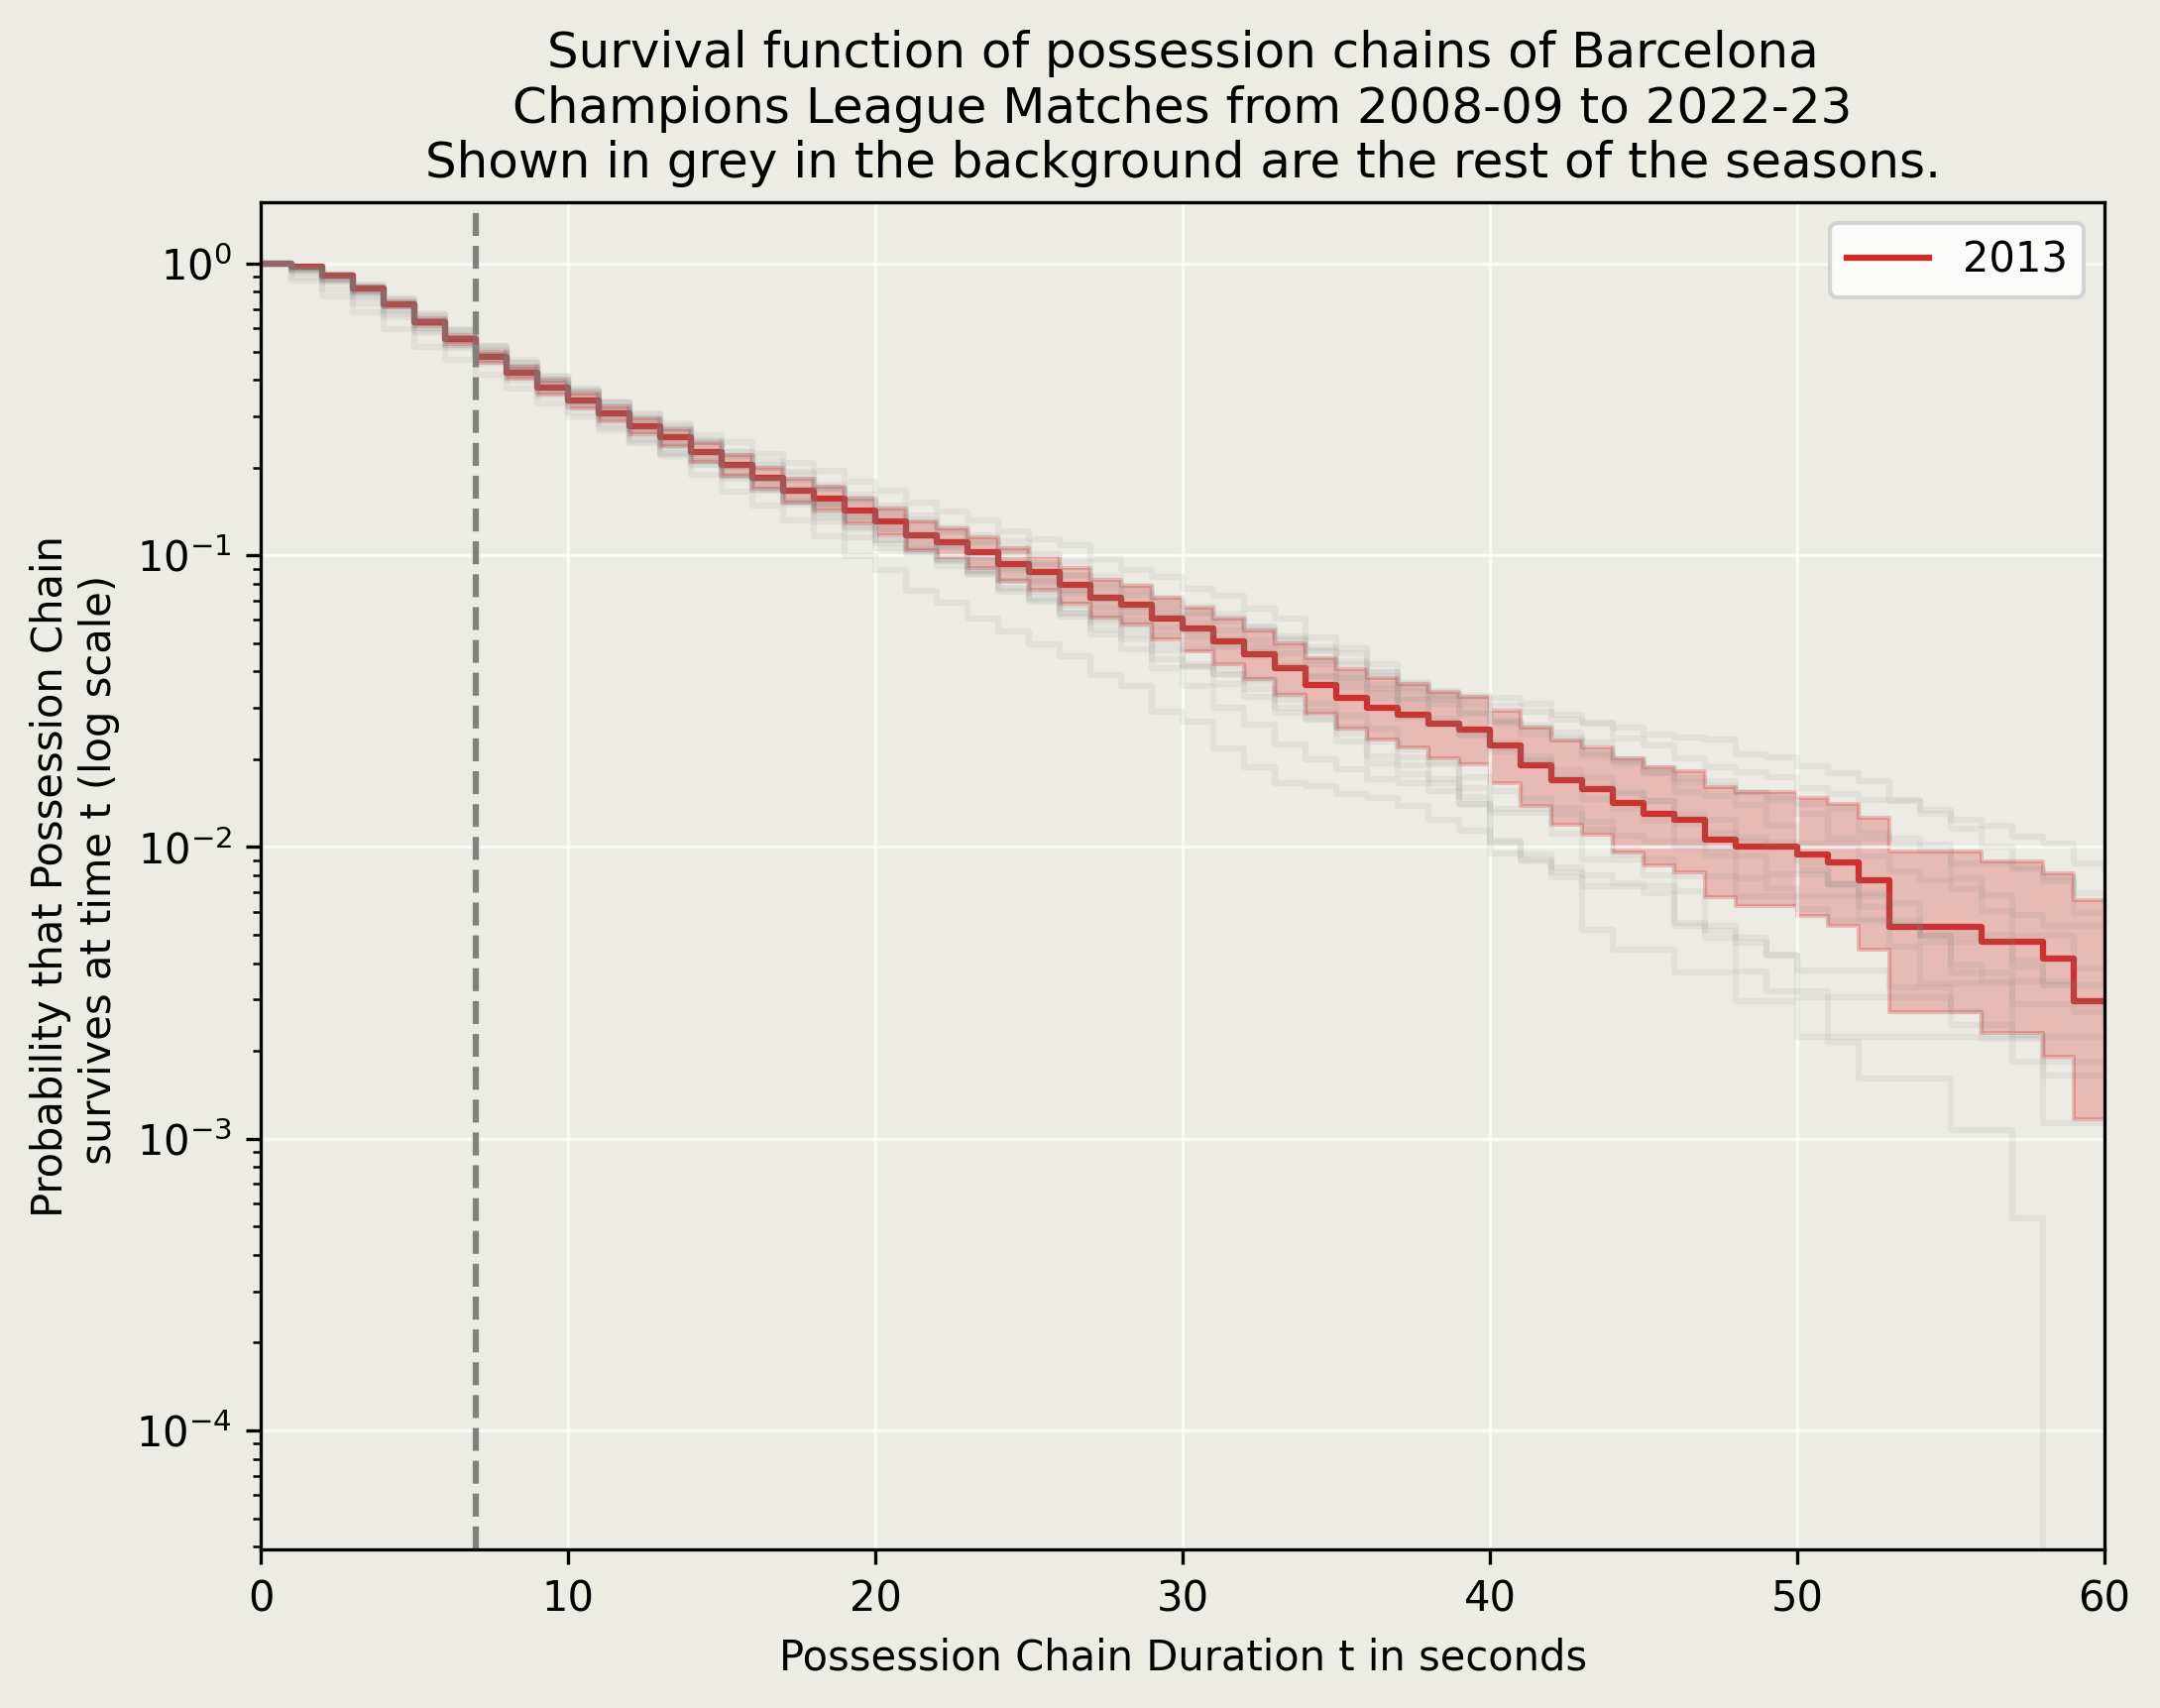 Survival function of possession chains of Barcelona
Champions League Matches from 2008-09 to 2022-23
Shown in grey in the background are the rest of the seasons.
2013
10⁰
10⁻¹
10⁻²
10⁻³
10⁻⁴
Probability that Possession Chain
survives at time t (log scale)
0 10 20 30 40 50 60
Possession Chain Duration t in seconds